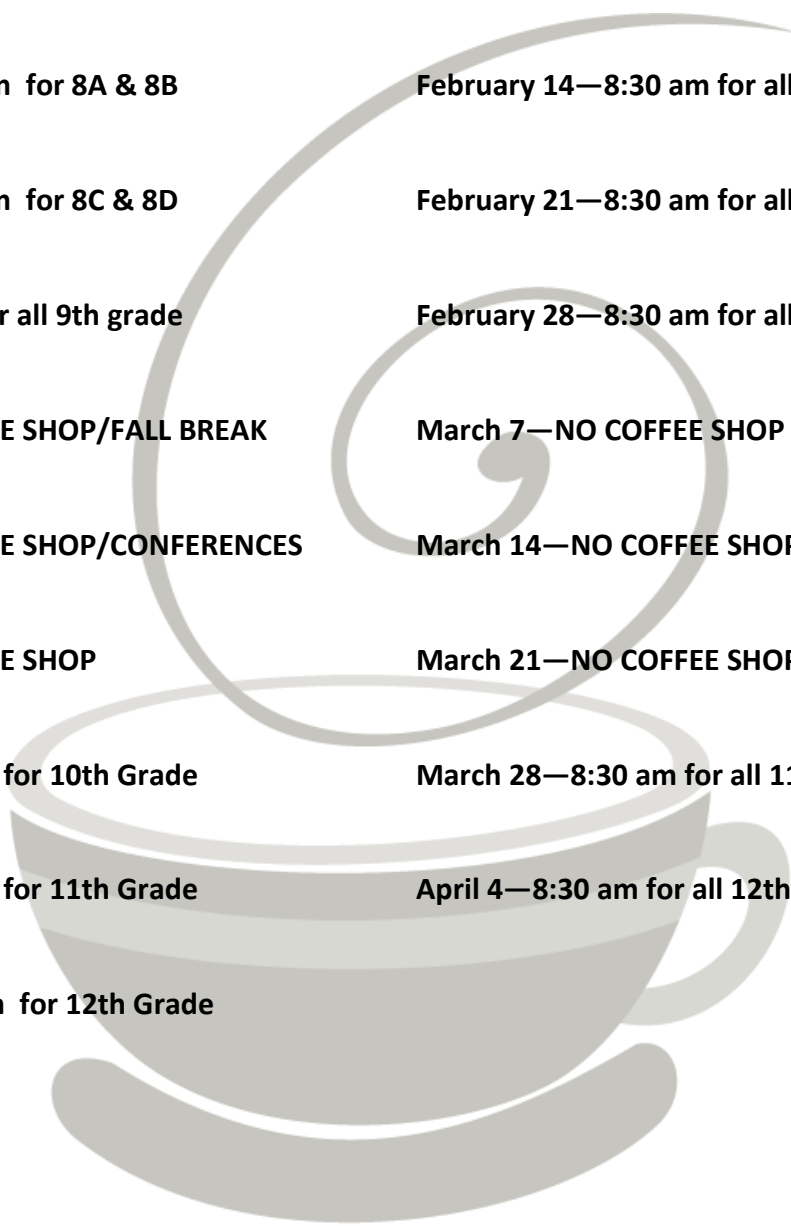 for 8A & 8B
for 8C & 8D
all 9th grade
SHOP/FALL BREAK
SHOP/CONFERENCES
SHOP
for 10th Grade
for 11th Grade
for 12th Grade
February 14—8:30 am for all
February 21—8:30 am for all
February 28—8:30 am for all
March 7—NO COFFEE SHOP
March 14—NO COFFEE SHOP
March 21—NO COFFEE SHOP
March 28—8:30 am for all 11
April 4—8:30 am for all 12th